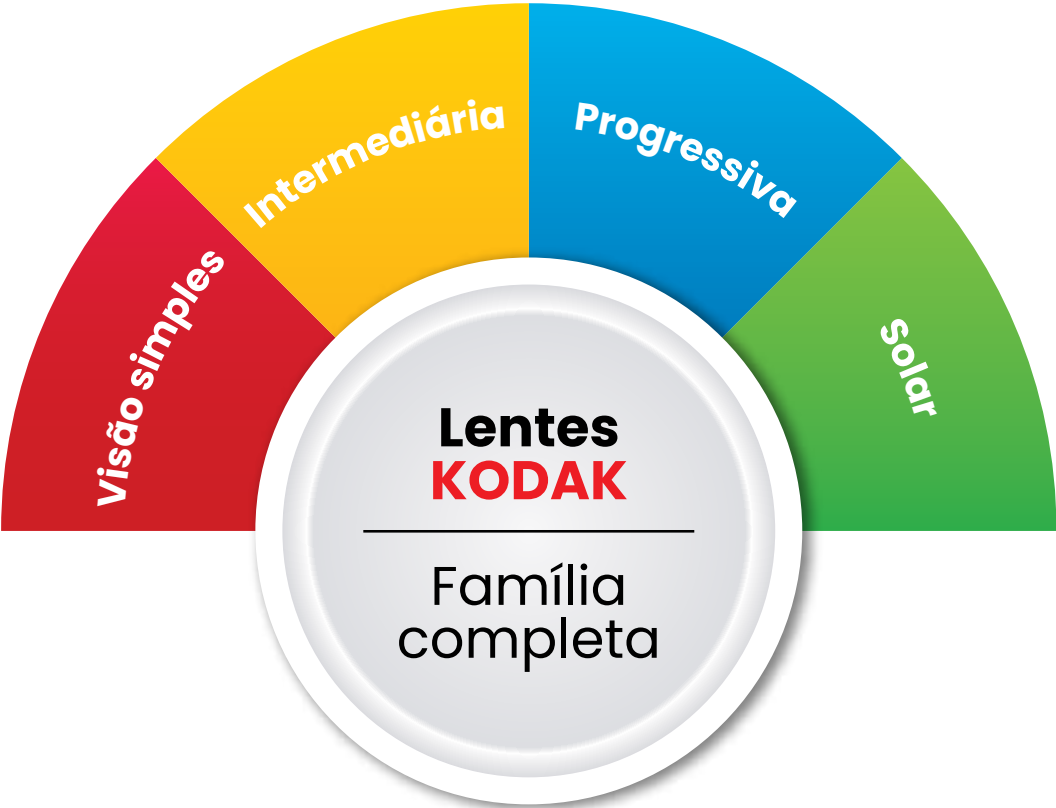 Visão simples
Intermediária
Progressiva
Solar
Lentes
KODAK
Família
completa